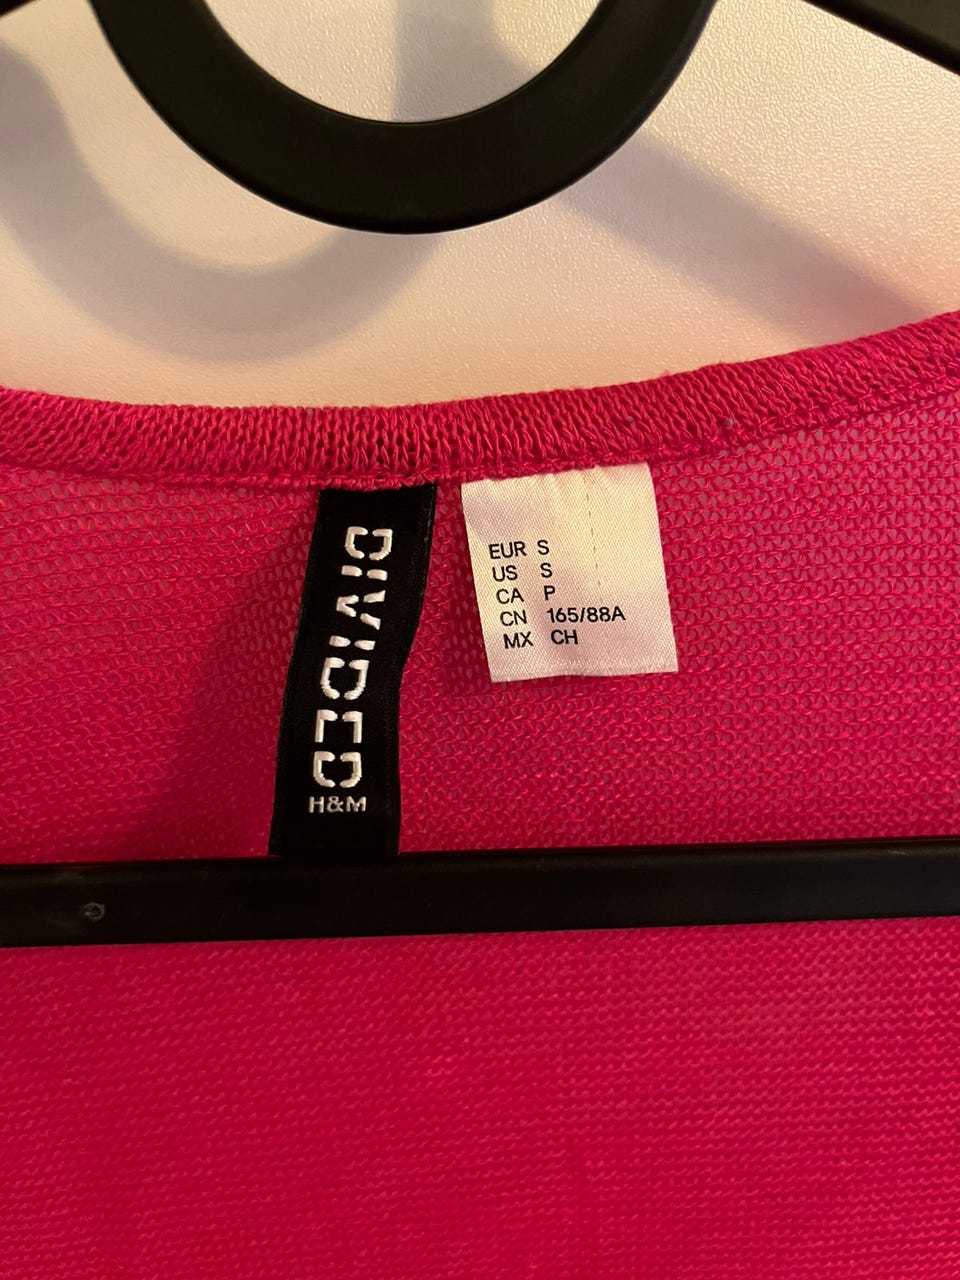 DIVIDED
H&M
EUR S
US S
CA P
CN 165/88A
MX CH